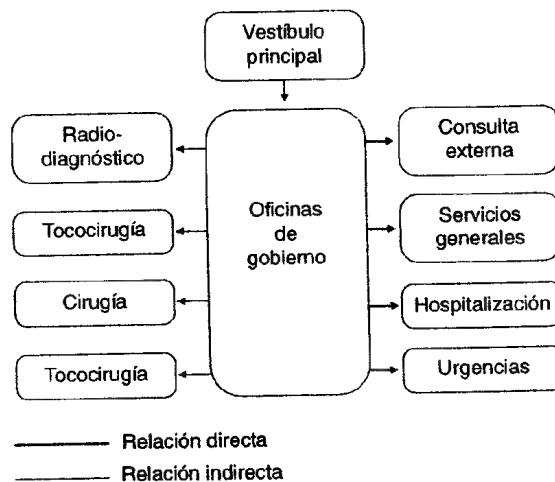 Vestíbulo
principal
Radio-
diagnóstico
Tococirugía
Cirugía
Tococirugía
Oficinas
de
gobierno
Consulta
externa
Servicios
generales
Hospitalización
Urgencias
Relación directa
Relación indirecta